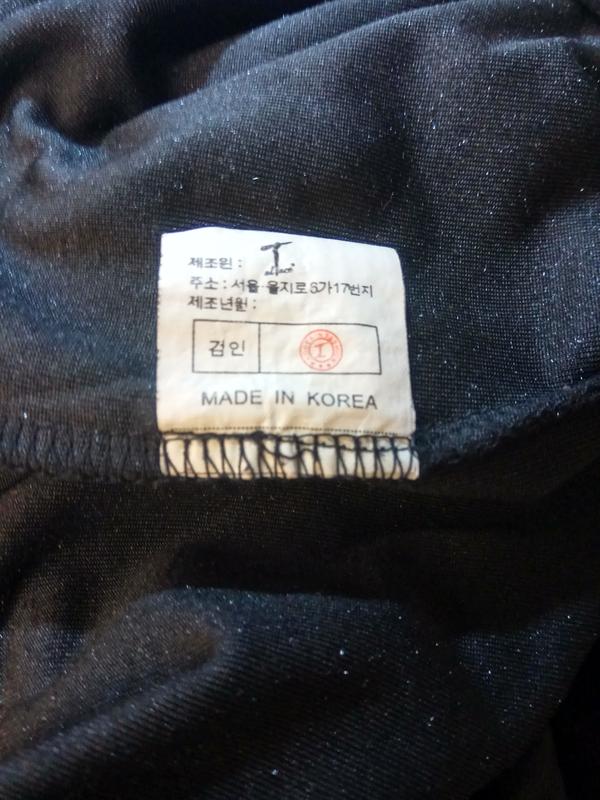 제조원 :
주소 : 서울 을지로6가17번지
제조년월 :
검인
MADE IN KOREA